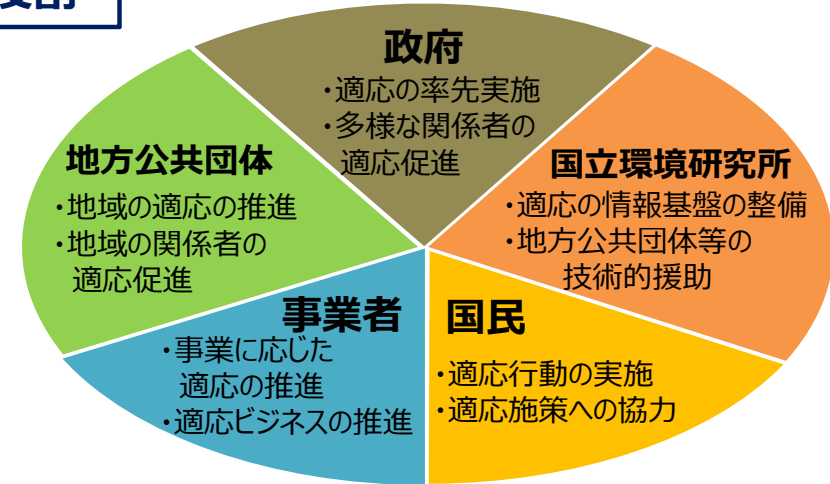 政府
・適応の率先実施
・多様な関係者の
適応促進
地方公共団体
・地域の適応の推進
・地域の関係者の
適応促進
国立環境研究所
・適応の情報基盤の整備
・地方公共団体等の
技術的援助
事業者
・事業に応じた
適応の推進
・適応ビジネスの推進
国民
・適応行動の実施
・適応施策への協力